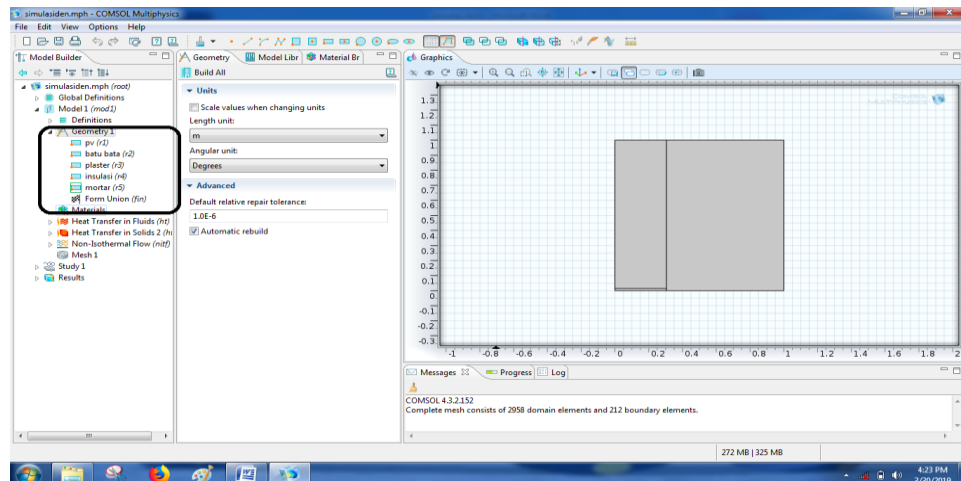 simulasiden.mph - COMSOL Multiphysics
File Edit View Options Help
Model Builder
simulasiden.mph (root)
Global Definitions
Model 1 (mod1)
Definitions
Geometry 1
pv (r1)
batu bata (r2)
plaster (r3)
insulasi (r4)
mortar (r5)
Form Union (fin)
Materials
Heat Transfer in Fluids (ht)
Heat Transfer in Solids 2 (h
Non-Isothermal Flow (nitf)
Mesh 1
Study 1
Results
Geometry Model Libr Material Br
Build All
Units
Scale values when changing units
Length unit:
m
Angular unit:
Degrees
Advanced
Default relative repair tolerance:
1.0E-6
Automatic rebuild
Graphics
1.3
1.2
1.1
1
0.9
0.8
0.7
0.6
0.5
0.4
0.3
0.2
0.1
0
-0.1
-0.2
-0.3
-1 -0.8 -0.6 -0.4 -0.2 0 0.2 0.4 0.6 0.8 1 1.2 1.4 1.6 1.8 2
Messages Progress Log
COMSOL 4.3.2.152
Complete mesh consists of 2958 domain elements and 212 boundary elements.
272 MB | 325 MB
4:23 PM
3/30/2019